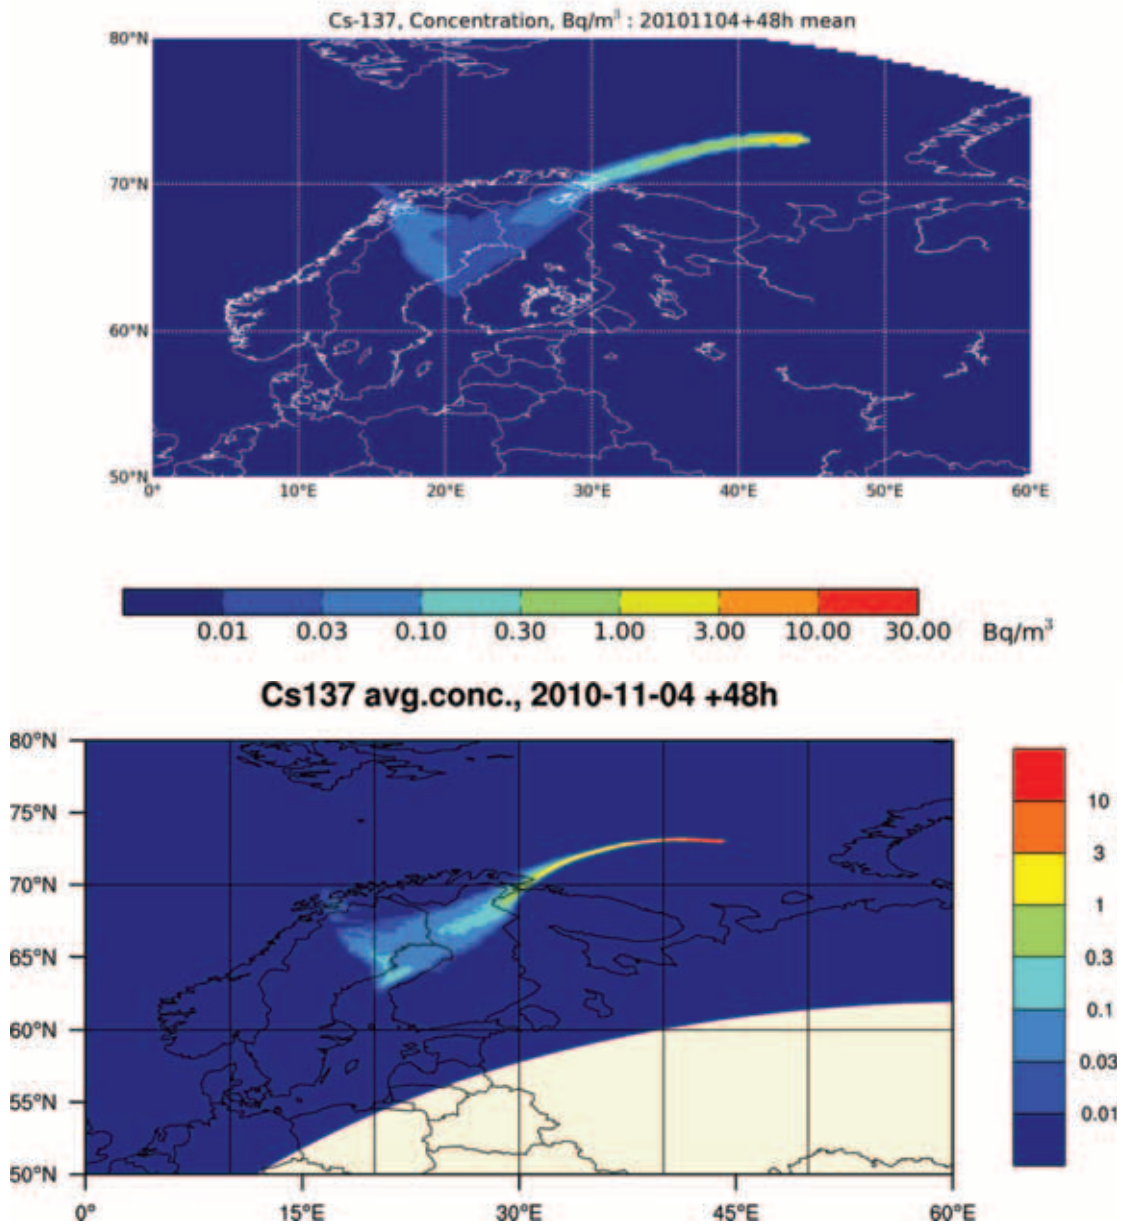 Cs-137, Concentration, Bq/m³ : 20101104+48h mean
80°N
70°N
60°N
50°N
0° 10°E 20°E 30°E 40°E 50°E 60°E
0.01 0.03 0.10 0.30 1.00 3.00 10.00 30.00 Bq/m³
Cs137 avg.conc., 2010-11-04 +48h
80°N
75°N
70°N
65°N
60°N
55°N
50°N
0° 15°E 30°E 45°E 60°E
10
3
1
0.3
0.1
0.03
0.01